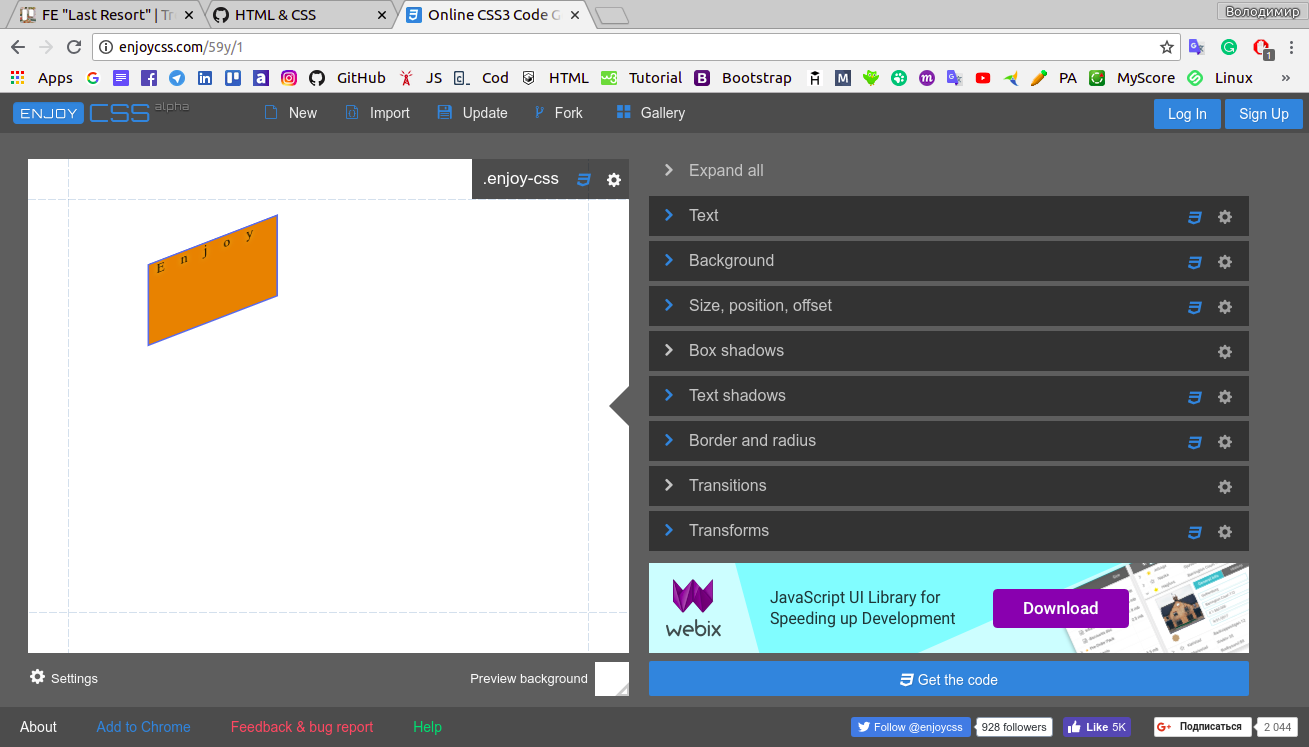 FE "Last Resort" | Tr
HTML & CSS
Online CSS3 Code G
Володимир
enjoycss.com/59y/1
1
Apps
GitHub
JS
Cod
HTML
Tutorial
Bootstrap
PA
MyScore
Linux
»
ENJOY CSS alpha
New
Import
Update
Fork
Gallery
Log In
Sign Up
.enjoy-css
Enjoy
Expand all
Text
Background
Size, position, offset
Box shadows
Text shadows
Border and radius
Transitions
Transforms
webix
JavaScript UI Library for
Speeding up Development
Download
Settings
Preview background
Get the code
About
Add to Chrome
Feedback & bug report
Help
Follow @enjoycss
928 followers
Like 5K
G+ Подписаться
2 044